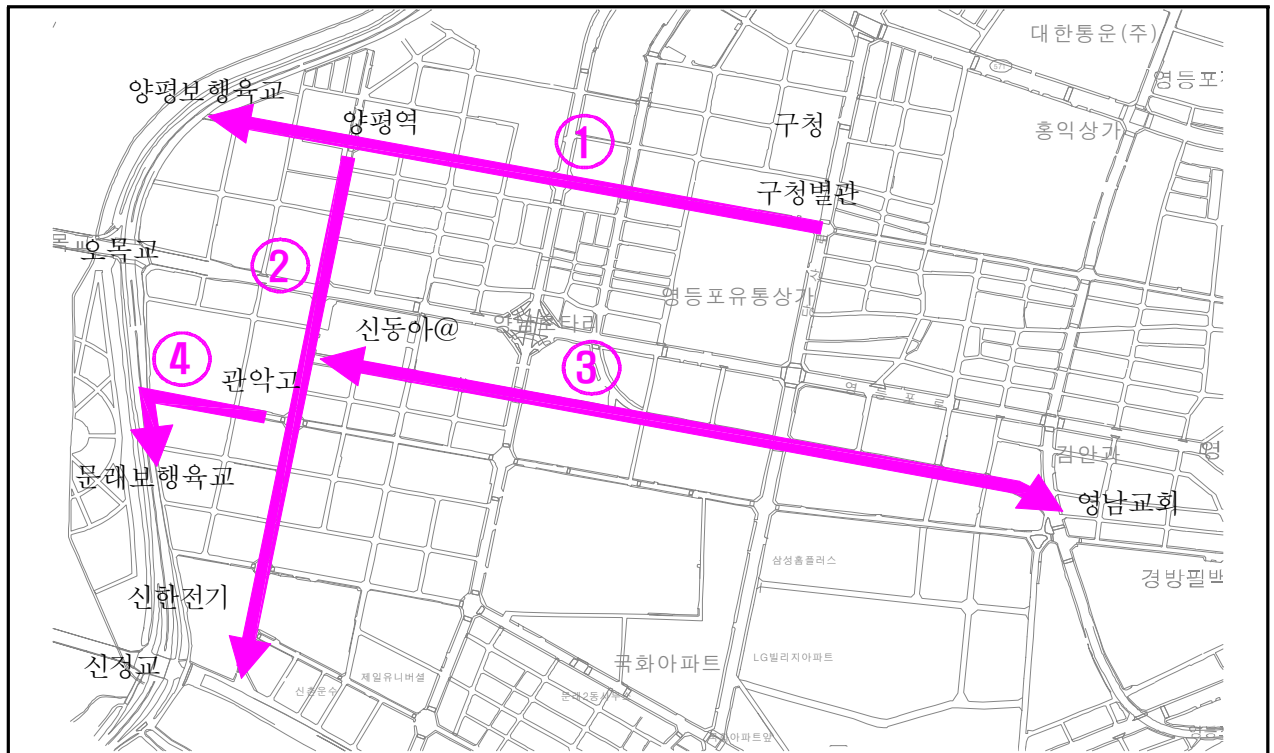 대한통운(주)
571
양평보행육교
양평역
①
구청
홍익상가
구청별관
오목교
②
영등포유통상가
신동아@
③
④
관악고
영등포로
김안과
문래보행육교
영남교회
삼성홈플러스
경방필백
신한전기
신정교
국화아파트
LG빌리지아파트
제일유니버셜